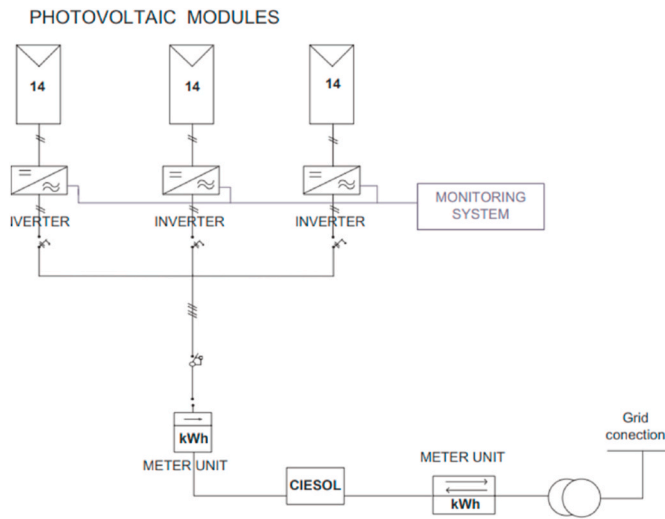 PHOTOVOLTAIC MODULES
14
14
14
IVERTER
INVERTER
INVERTER
MONITORING
SYSTEM
kWh
METER UNIT
CIESOL
METER UNIT
kWh
Grid
conection